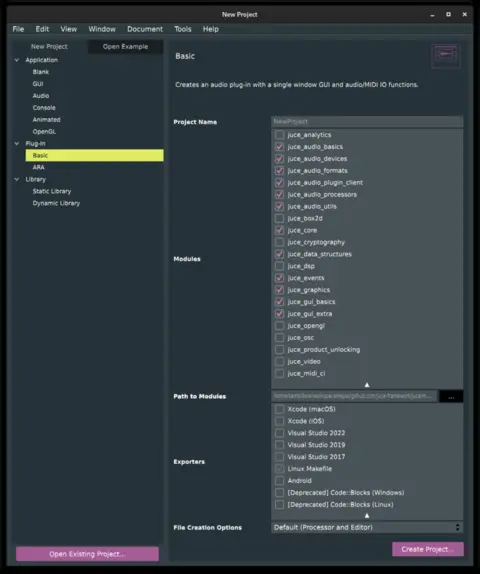 New Project
File Edit View Window Document Tools Help
New Project Open Example
Application
Blank
GUI
Audio
Console
Animated
OpenGL
Plug-In
Basic
ARA
Library
Static Library
Dynamic Library
Open Existing Project...
Basic
Creates an audio plug-in with a single window GUI and audio/MIDI IO functions.
Project Name NewProject
Modules
juce_analytics
juce_audio_basics
juce_audio_devices
juce_audio_formats
juce_audio_plugin_client
juce_audio_processors
juce_audio_utils
juce_box2d
juce_core
juce_cryptography
juce_data_structures
juce_dsp
juce_events
juce_graphics
juce_gui_basics
juce_gui_extra
juce_opengl
juce_osc
juce_product_unlocking
juce_video
juce_midi_ci
Path to Modules ...
Exporters
Xcode (macOS)
Xcode (iOS)
Visual Studio 2022
Visual Studio 2019
Visual Studio 2017
Linux Makefile
Android
[Deprecated] Code::Blocks (Windows)
[Deprecated] Code::Blocks (Linux)
File Creation Options Default (Processor and Editor)
Create Project...